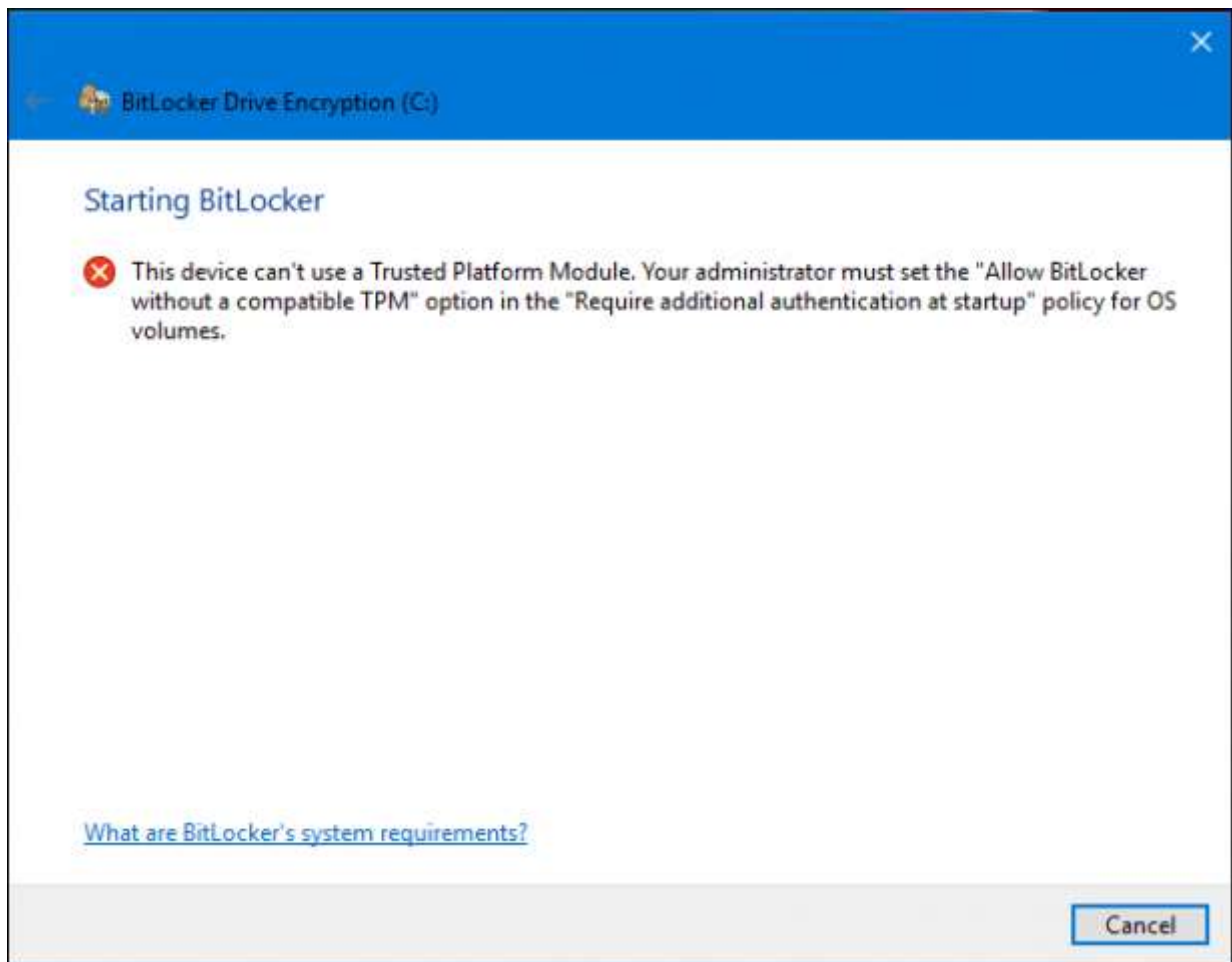 BitLocker Drive Encryption (C:)
Starting BitLocker
This device can't use a Trusted Platform Module. Your administrator must set the "Allow BitLocker
without a compatible TPM" option in the "Require additional authentication at startup" policy for OS
volumes.
What are BitLocker's system requirements?
Cancel